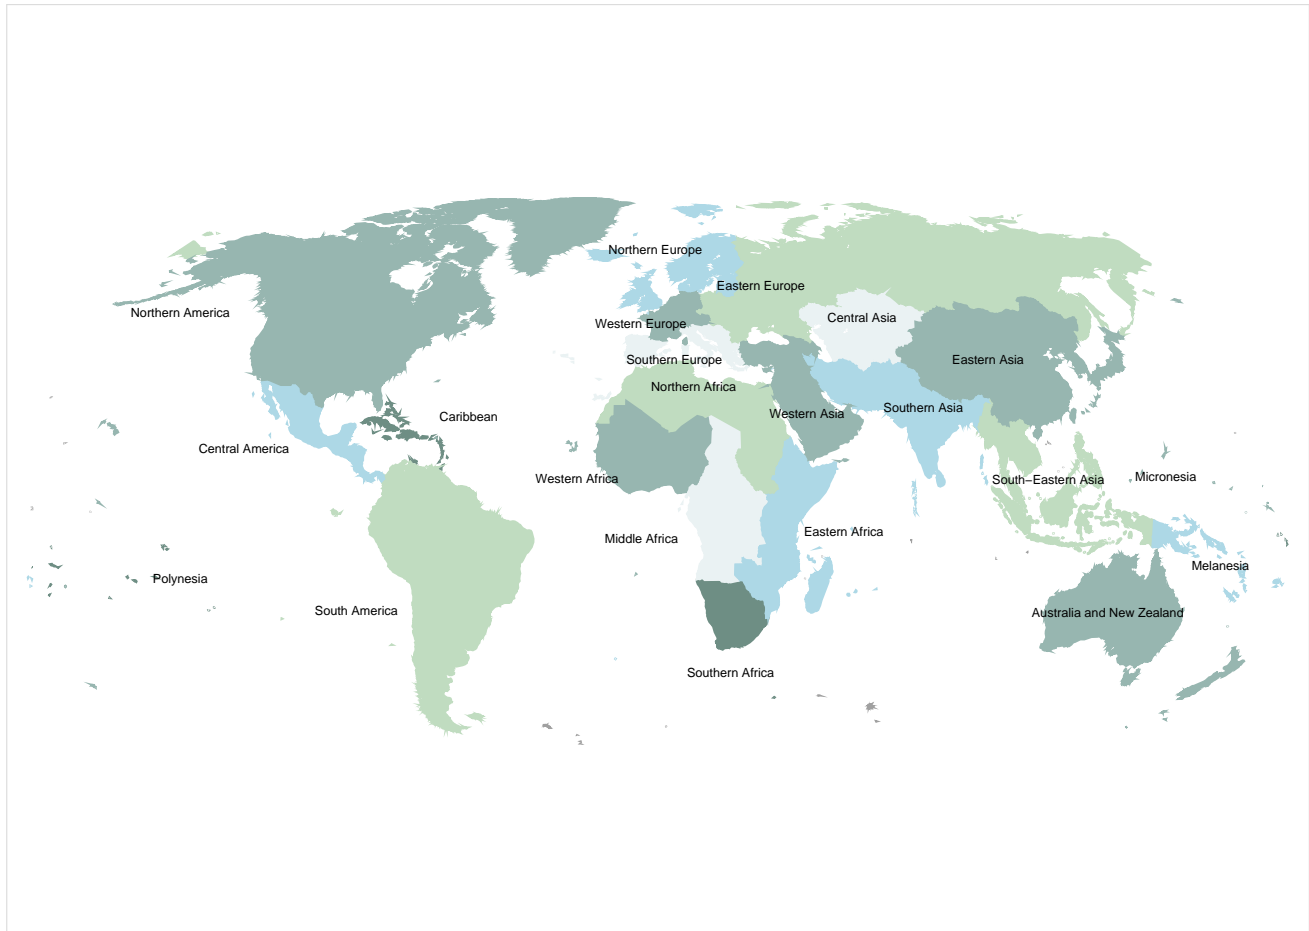 Northern Europe
Eastern Europe
Northern America
Central Asia
Western Europe
Southern Europe
Eastern Asia
Northern Africa
Southern Asia
Western Asia
Caribbean
Central America
Micronesia
Western Africa
South−Eastern Asia
Eastern Africa
Middle Africa
Melanesia
Polynesia
South America
Australia and New Zealand
Southern Africa